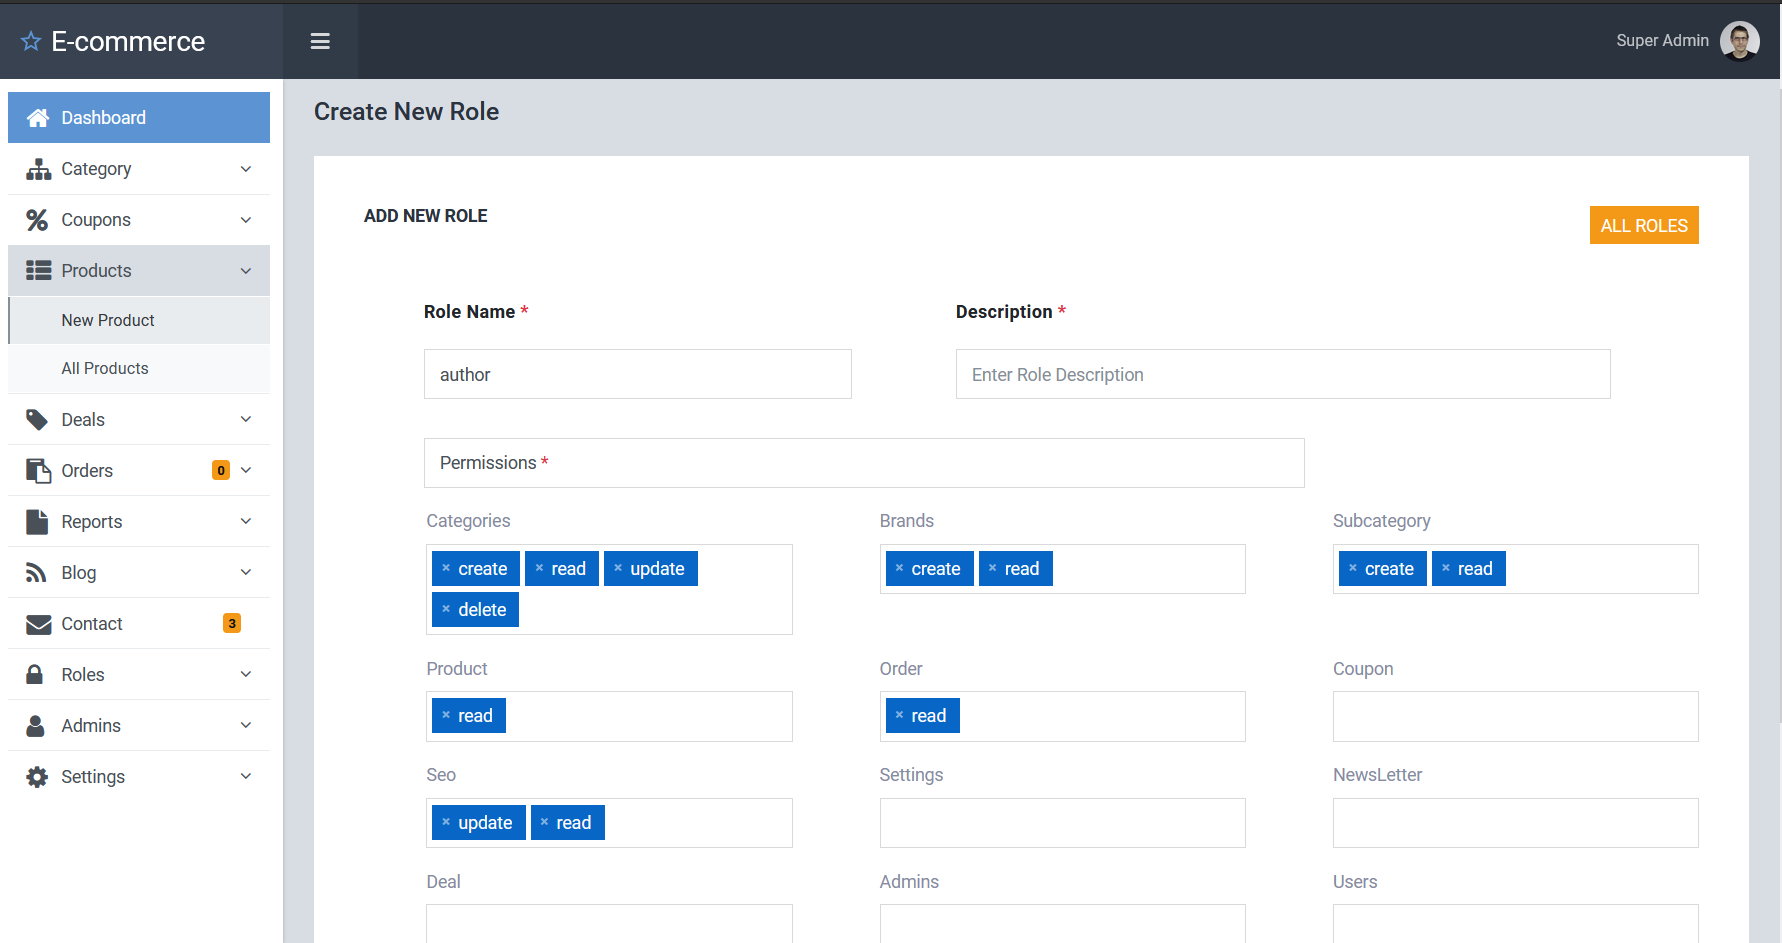 E-commerce
Super Admin
Dashboard
Category
Coupons
Products
New Product
All Products
Deals
Orders 0
Reports
Blog
Contact 3
Roles
Admins
Settings
Create New Role
ADD NEW ROLE
ALL ROLES
Role Name *
Description *
author
Enter Role Description
Permissions *
Categories
Brands
Subcategory
× create × read × update
× delete
× create × read
× create × read
Product
Order
Coupon
× read
× read
Seo
Settings
NewsLetter
× update × read
Deal
Admins
Users